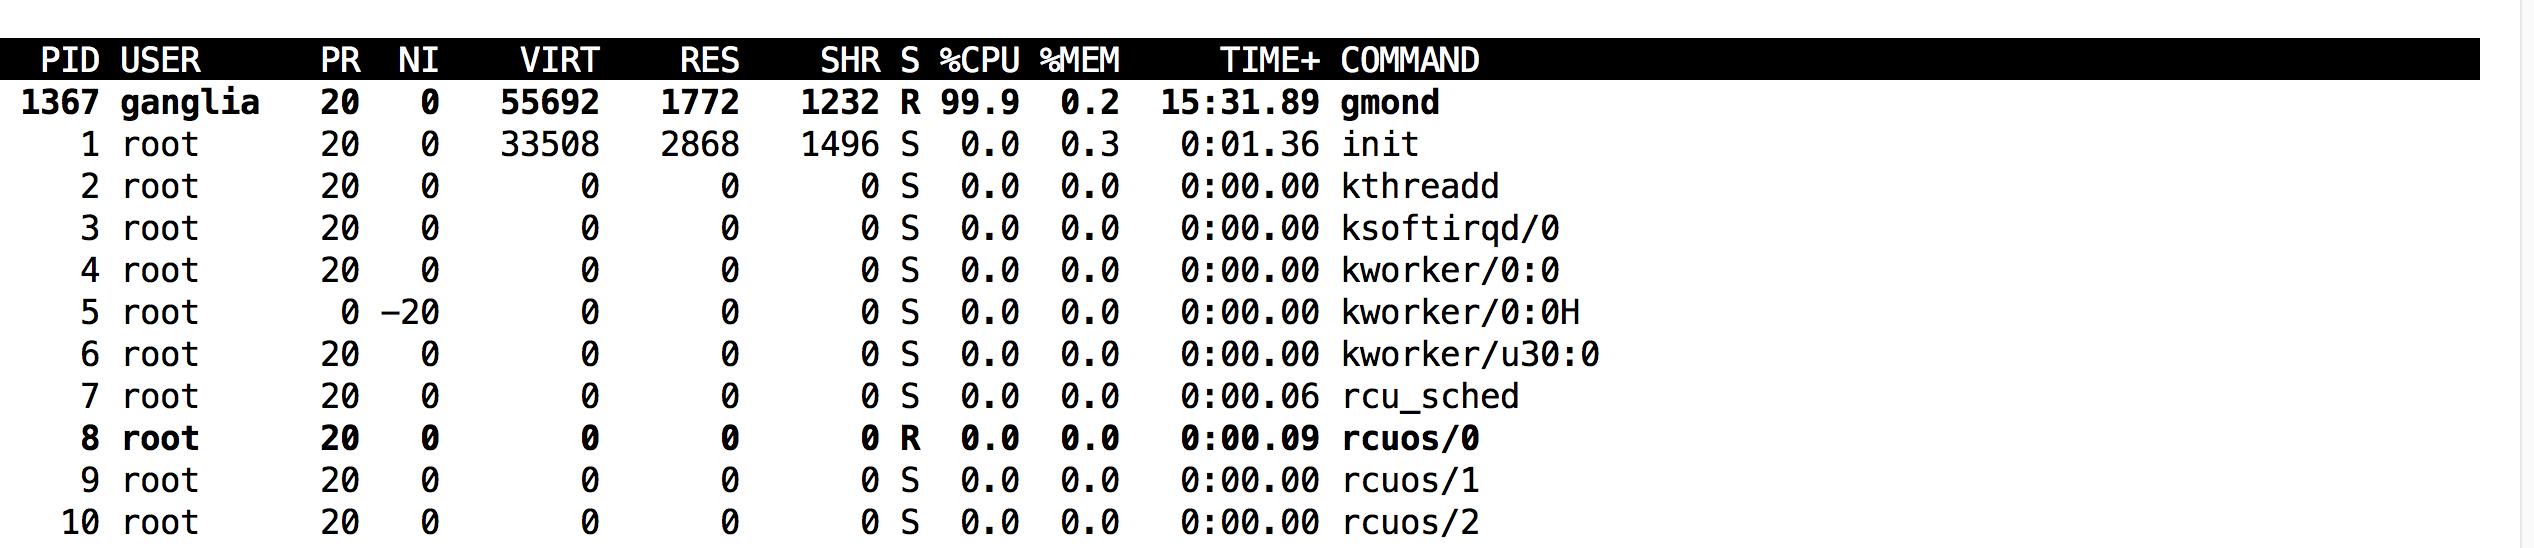 PID USER PR NI VIRT RES SHR S %CPU %MEM TIME+ COMMAND
1367 ganglia 20 0 55692 1772 1232 R 99.9 0.2 15:31.89 gmond
1 root 20 0 33508 2868 1496 S 0.0 0.3 0:01.36 init
2 root 20 0 0 0 0 S 0.0 0.0 0:00.00 kthreadd
3 root 20 0 0 0 0 S 0.0 0.0 0:00.00 ksoftirqd/0
4 root 20 0 0 0 0 S 0.0 0.0 0:00.00 kworker/0:0
5 root 0 -20 0 0 0 S 0.0 0.0 0:00.00 kworker/0:0H
6 root 20 0 0 0 0 S 0.0 0.0 0:00.00 kworker/u30:0
7 root 20 0 0 0 0 S 0.0 0.0 0:00.06 rcu_sched
8 root 20 0 0 0 0 R 0.0 0.0 0:00.09 rcuos/0
9 root 20 0 0 0 0 S 0.0 0.0 0:00.00 rcuos/1
10 root 20 0 0 0 0 S 0.0 0.0 0:00.00 rcuos/2